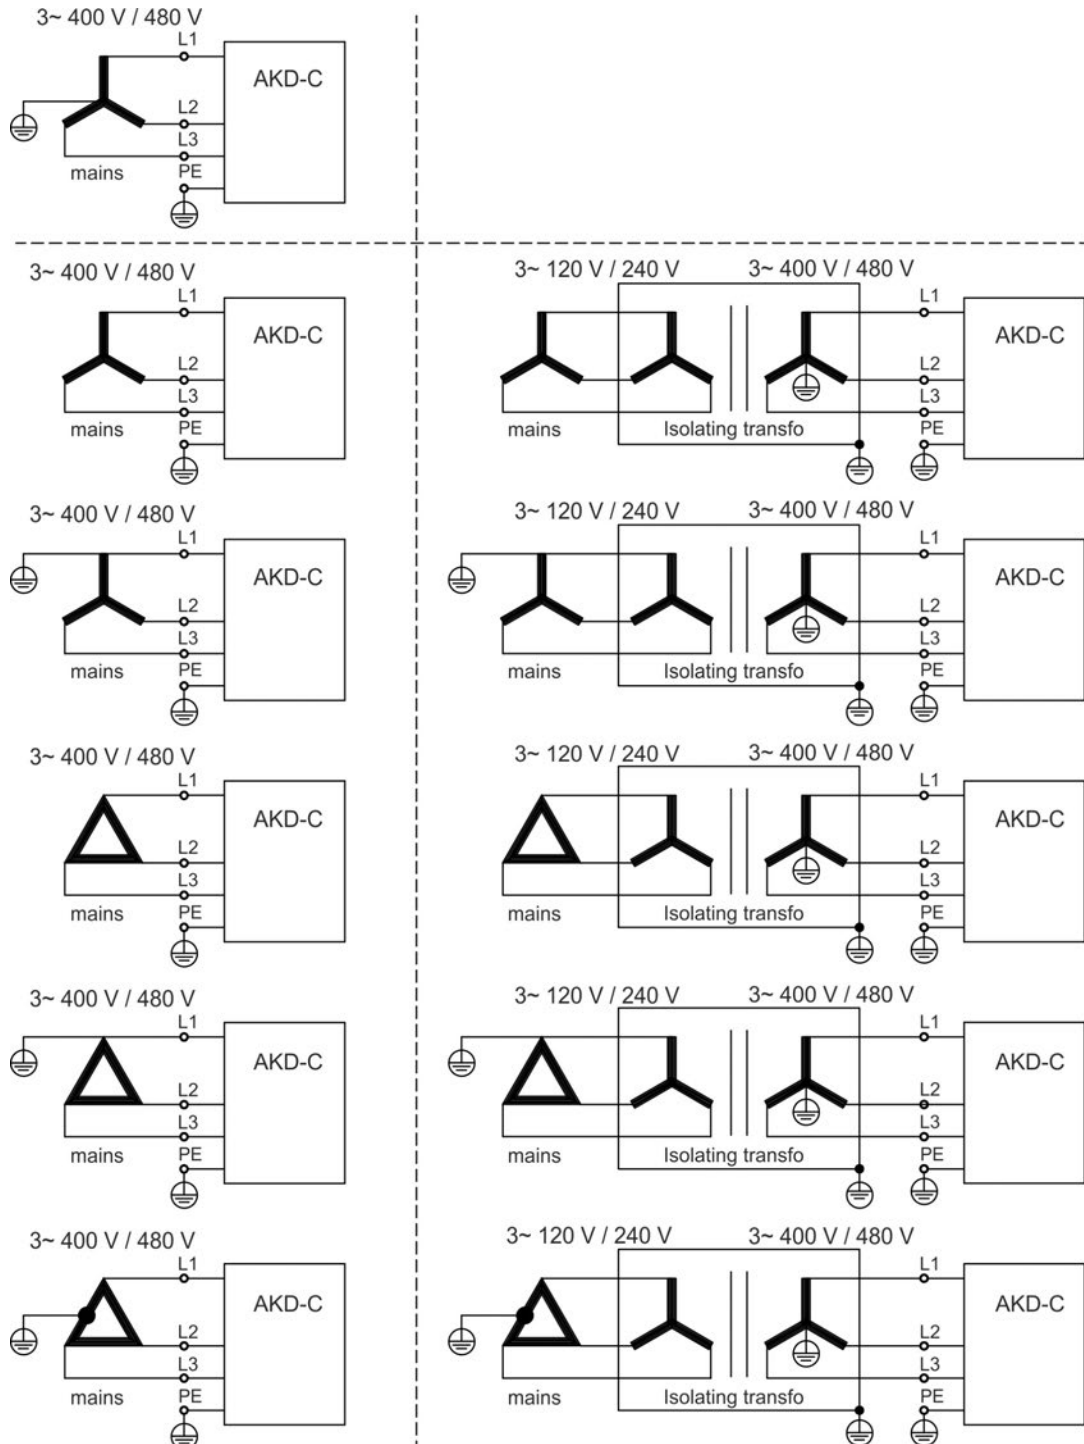 3~ 400 V / 480 V
L1
AKD-C
L2
L3
mains
PE
3~ 400 V / 480 V
L1
AKD-C
L2
L3
mains
PE
3~ 120 V / 240 V
3~ 400 V / 480 V
L1
AKD-C
L2
L3
mains
Isolating transfo
PE
3~ 400 V / 480 V
L1
AKD-C
L2
L3
mains
PE
3~ 120 V / 240 V
3~ 400 V / 480 V
L1
AKD-C
L2
L3
mains
Isolating transfo
PE
3~ 400 V / 480 V
L1
AKD-C
L2
L3
mains
PE
3~ 120 V / 240 V
3~ 400 V / 480 V
L1
AKD-C
L2
L3
mains
Isolating transfo
PE
3~ 400 V / 480 V
L1
AKD-C
L2
L3
mains
PE
3~ 120 V / 240 V
3~ 400 V / 480 V
L1
AKD-C
L2
L3
mains
Isolating transfo
PE
3~ 400 V / 480 V
L1
AKD-C
L2
L3
mains
PE
3~ 120 V / 240 V
3~ 400 V / 480 V
L1
AKD-C
L2
L3
mains
Isolating transfo
PE